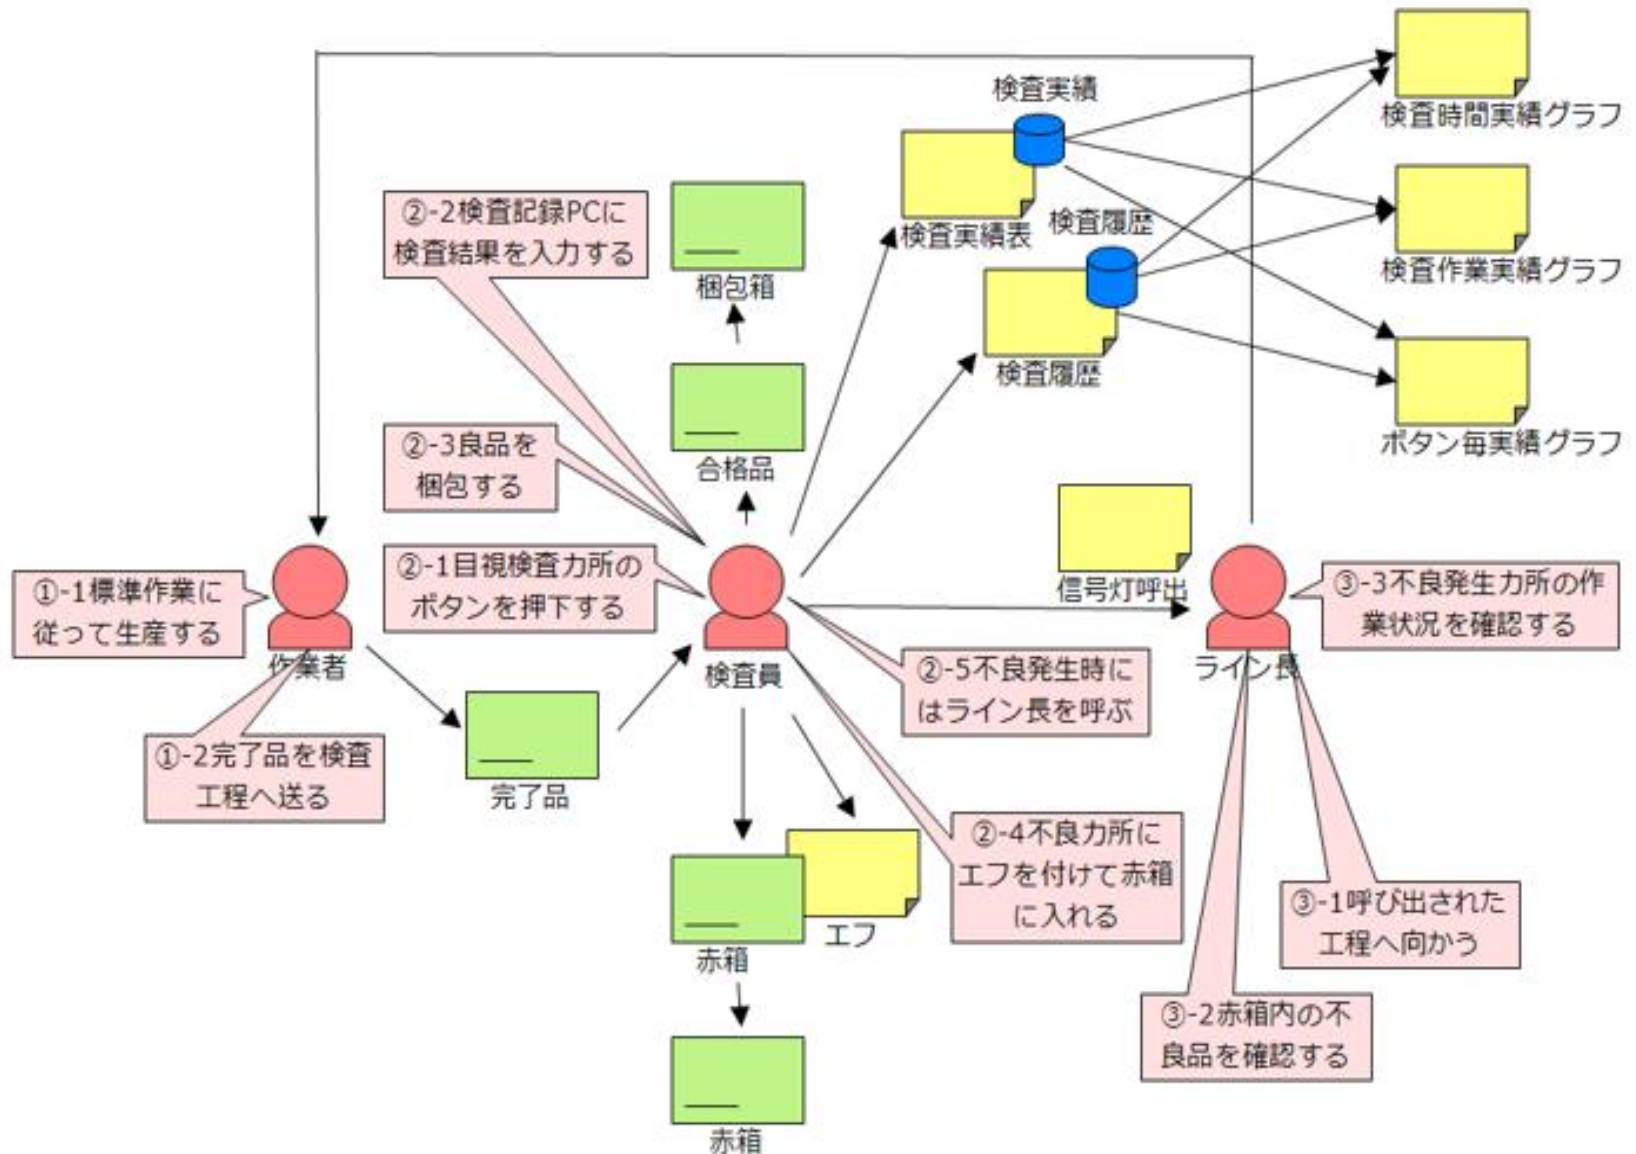 検査時間実績グラフ
検査実績
検査実績表
検査履歴
検査作業実績グラフ
検査履歴
ボタン毎実績グラフ
②-2検査記録PCに
検査結果を入力する
梱包箱
②-3良品を
梱包する
合格品
②-1目視検査カ所の
ボタンを押下する
信号灯呼出
①-1標準作業に
従って生産する
作業者
検査員
ライン長
③-3不良発生カ所の作
業状況を確認する
②-5不良発生時に
はライン長を呼ぶ
①-2完了品を検査
工程へ送る
完了品
②-4不良カ所に
エフを付けて赤箱
に入れる
エフ
赤箱
③-1呼び出された
工程へ向かう
③-2赤箱内の不
良品を確認する
赤箱